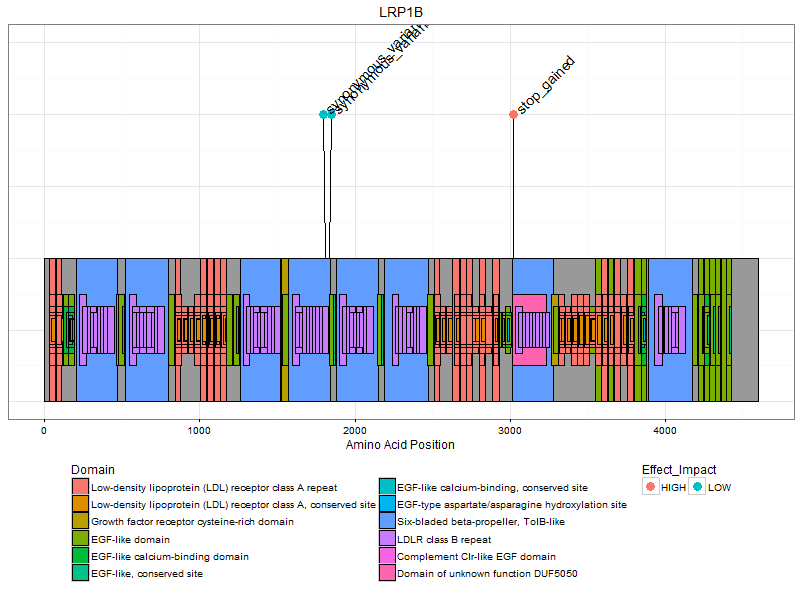 LRP1B
synonymous_variant
synonymous_variant
stop_gained
0 1000 2000 3000 4000
Amino Acid Position
Domain
Low-density lipoprotein (LDL) receptor class A repeat
Low-density lipoprotein (LDL) receptor class A, conserved site
Growth factor receptor cysteine-rich domain
EGF-like domain
EGF-like calcium-binding domain
EGF-like, conserved site
EGF-like calcium-binding, conserved site
EGF-type aspartate/asparagine hydroxylation site
Six-bladed beta-propeller, TolB-like
LDLR class B repeat
Complement Clr-like EGF domain
Domain of unknown function DUF5050
Effect_Impact
HIGH LOW